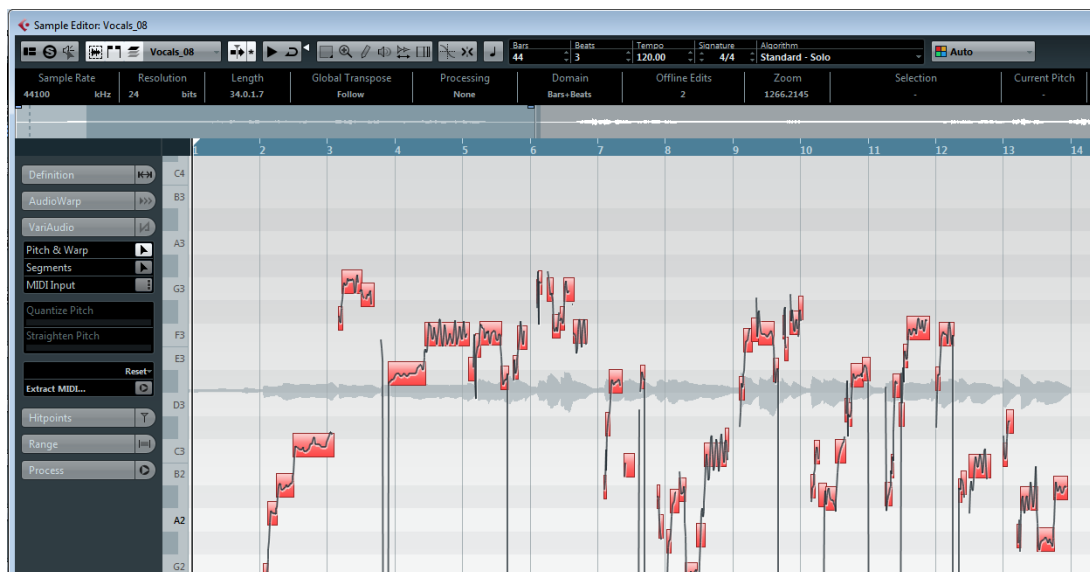 Sample Editor: Vocals_08
Vocals_08
Bars Beats Tempo Signature Algorithm
44 3 120.00 4/4 Standard - Solo
Auto
Sample Rate Resolution Length Global Transpose Processing Domain Offline Edits Zoom Selection Current Pitch
44100 kHz 24 bits 34.0.1.7 Follow None Bars+Beats 2 1266.2145 - -
1 2 3 4 5 6 7 8 9 10 11 12 13 14
Definition
AudioWarp
VariAudio
Pitch & Warp
Segments
MIDI Input
Quantize Pitch
Straighten Pitch
Reset
Extract MIDI...
Hitpoints
Range
Process
C4
B3
A3
G3
F3
E3
D3
C3
B2
A2
G2